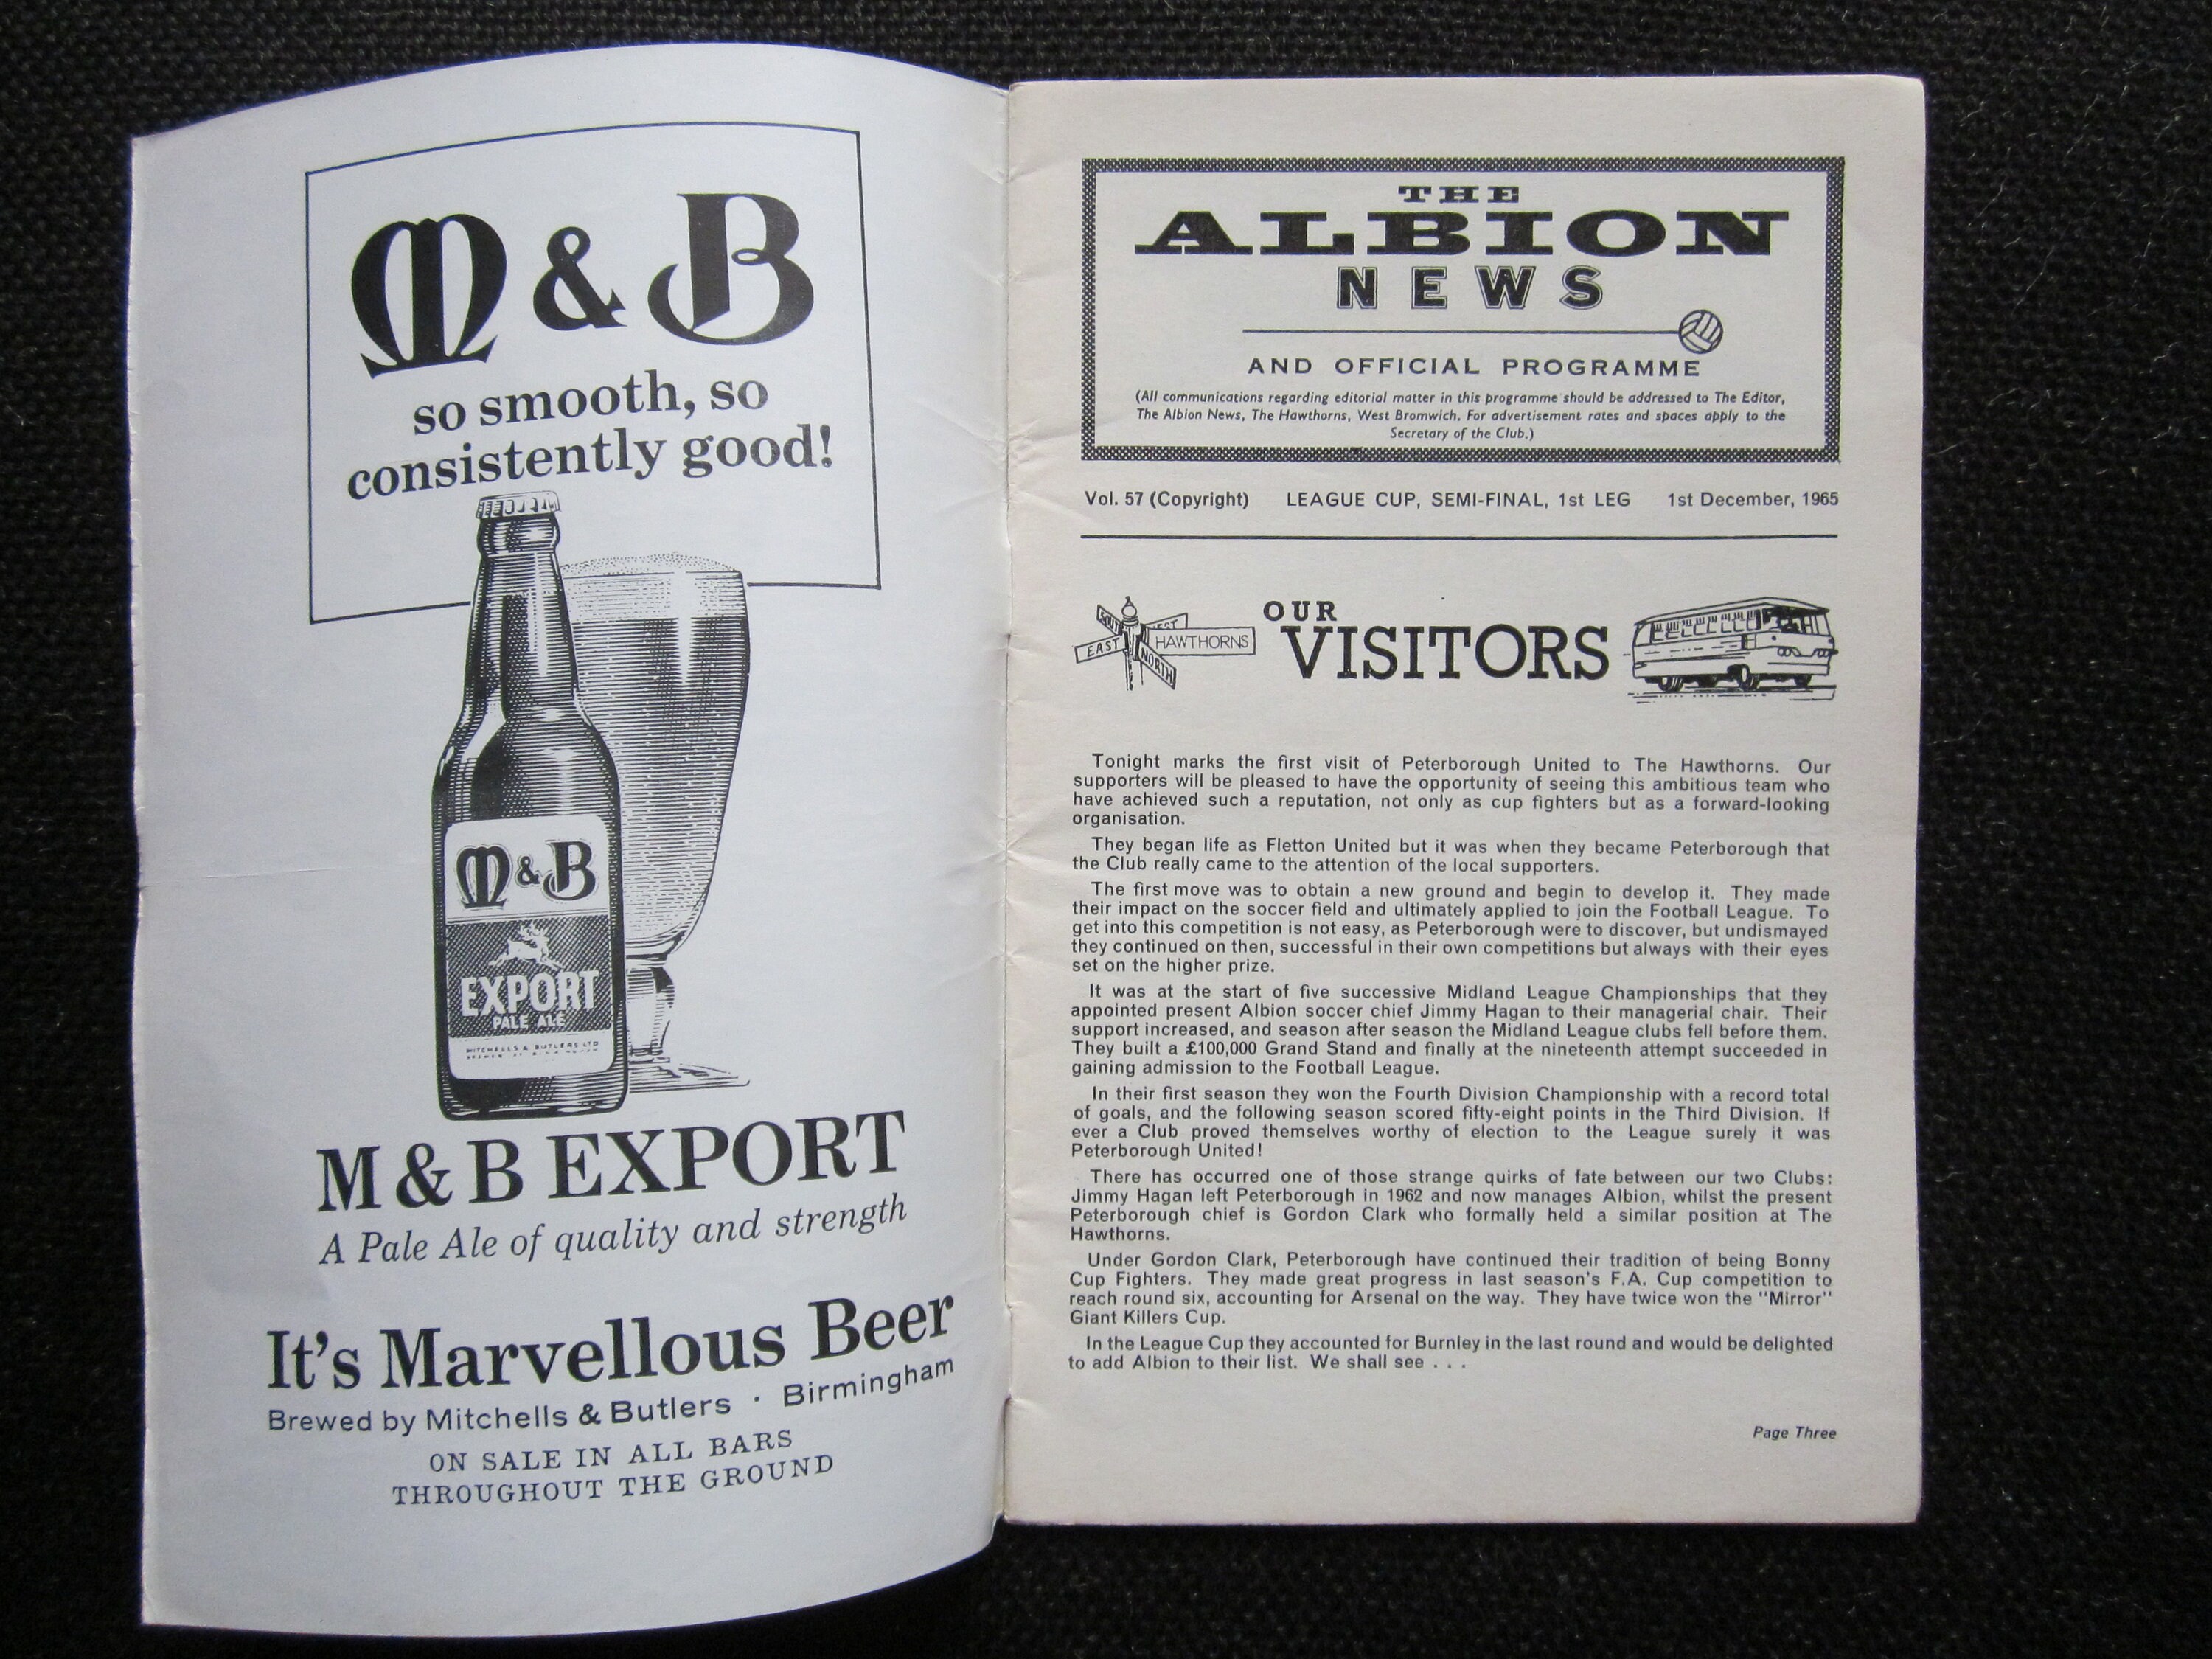 M & B
so smooth, so
consistently good!
M & B
EXPORT
PALE ALE
MITCHELLS & BUTLERS LTD
M & B EXPORT
A Pale Ale of quality and strength
It's Marvellous Beer
Brewed by Mitchells & Butlers · Birmingham
ON SALE IN ALL BARS
THROUGHOUT THE GROUND
THE
ALBION
NEWS
AND OFFICIAL PROGRAMME
(All communications regarding editorial matter in this programme should be addressed to The Editor,
The Albion News, The Hawthorns, West Bromwich. For advertisement rates and spaces apply to the
Secretary of the Club.)
Vol. 57 (Copyright) LEAGUE CUP, SEMI-FINAL, 1st LEG 1st December, 1965
EAST
HAWTHORNS
NORTH
OUR
VISITORS
Tonight marks the first visit of Peterborough United to The Hawthorns. Our
supporters will be pleased to have the opportunity of seeing this ambitious team who
have achieved such a reputation, not only as cup fighters but as a forward-looking
organisation.
They began life as Fletton United but it was when they became Peterborough that
the Club really came to the attention of the local supporters.
The first move was to obtain a new ground and begin to develop it. They made
their impact on the soccer field and ultimately applied to join the Football League. To
get into this competition is not easy, as Peterborough were to discover, but undismayed
they continued on then, successful in their own competitions but always with their eyes
set on the higher prize.
It was at the start of five successive Midland League Championships that they
appointed present Albion soccer chief Jimmy Hagan to their managerial chair. Their
support increased, and season after season the Midland League clubs fell before them.
They built a £100,000 Grand Stand and finally at the nineteenth attempt succeeded in
gaining admission to the Football League.
In their first season they won the Fourth Division Championship with a record total
of goals, and the following season scored fifty-eight points in the Third Division. If
ever a Club proved themselves worthy of election to the League surely it was
Peterborough United!
There has occurred one of those strange quirks of fate between our two Clubs:
Jimmy Hagan left Peterborough in 1962 and now manages Albion, whilst the present
Peterborough chief is Gordon Clark who formally held a similar position at The
Hawthorns.
Under Gordon Clark, Peterborough have continued their tradition of being Bonny
Cup Fighters. They made great progress in last season's F.A. Cup competition to
reach round six, accounting for Arsenal on the way. They have twice won the "Mirror"
Giant Killers Cup.
In the League Cup they accounted for Burnley in the last round and would be delighted
to add Albion to their list. We shall see . . .
Page Three